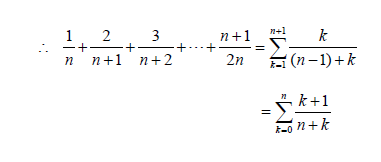 ∴ 1/n + 2/(n+1) + 3/(n+2) + ⋯ + (n+1)/2n = ∑_{k=1}^{n+1} k/((n−1)+k)
= ∑_{k=0}^{n} (k+1)/(n+k)